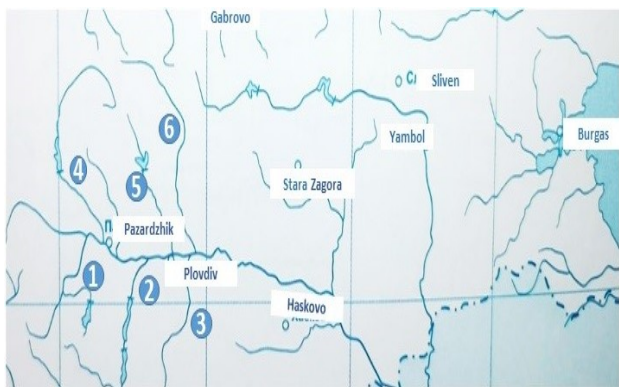 Gabrovo
Sliven
Burgas
Yambol
6
4
5
Stara Zagora
Pazardzhik
Plovdiv
1
2
Haskovo
3